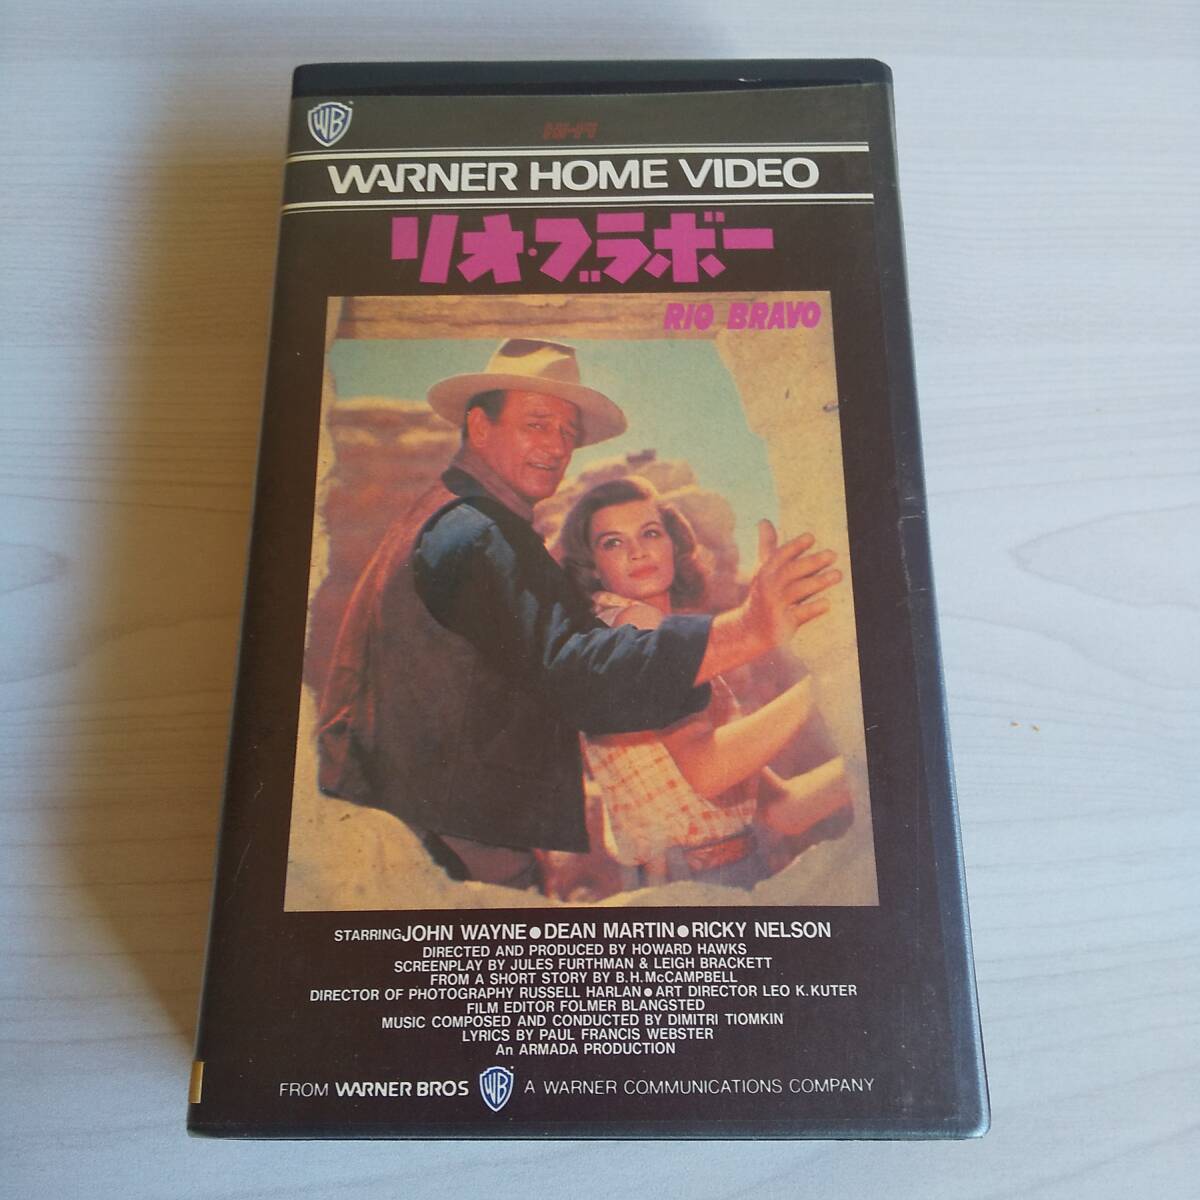 WB
WARNER HOME VIDEO
リオ・ブラボー
RIO BRAVO
STARRING JOHN WAYNE●DEAN MARTIN●RICKY NELSON
DIRECTED AND PRODUCED BY HOWARD HAWKS
SCREENPLAY BY JULES FURTHMAN & LEIGH BRACKETT
FROM A SHORT STORY BY B.H.McCAMPBELL
DIRECTOR OF PHOTOGRAPHY RUSSELL HARLAN●ART DIRECTOR LEO K.KUTER
FILM EDITOR FOLMER BLANGSTED
MUSIC COMPOSED AND CONDUCTED BY DIMITRI TIOMKIN
LYRICS BY PAUL FRANCIS WEBSTER
An ARMADA PRODUCTION
FROM WARNER BROS WB A WARNER COMMUNICATIONS COMPANY